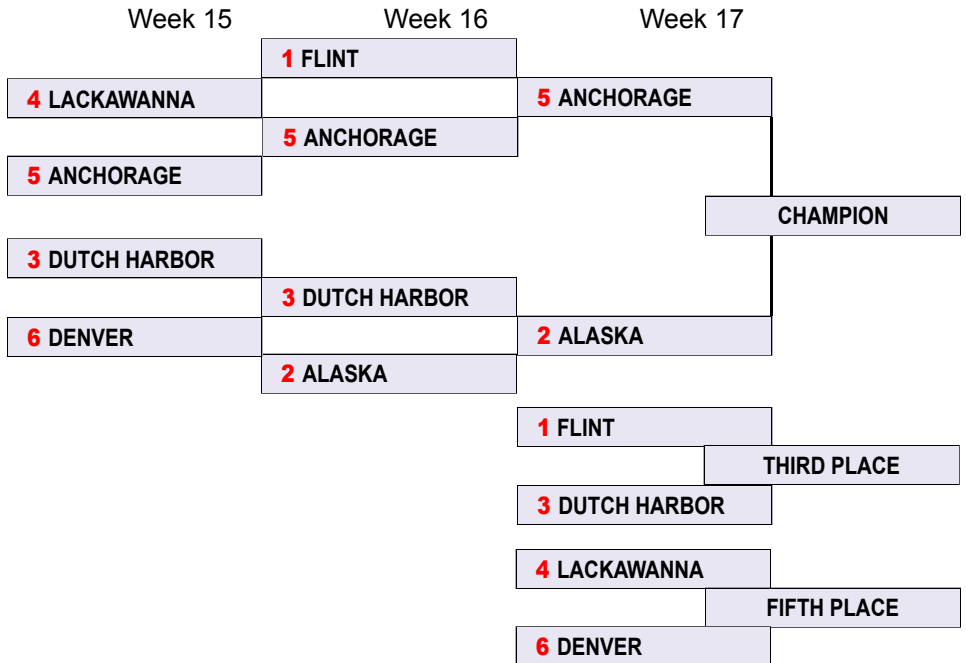 Week 15 Week 16 Week 17
1 FLINT
4 LACKAWANNA
5 ANCHORAGE
5 ANCHORAGE
5 ANCHORAGE
CHAMPION
3 DUTCH HARBOR
3 DUTCH HARBOR
6 DENVER
2 ALASKA
2 ALASKA
1 FLINT
THIRD PLACE
3 DUTCH HARBOR
4 LACKAWANNA
FIFTH PLACE
6 DENVER